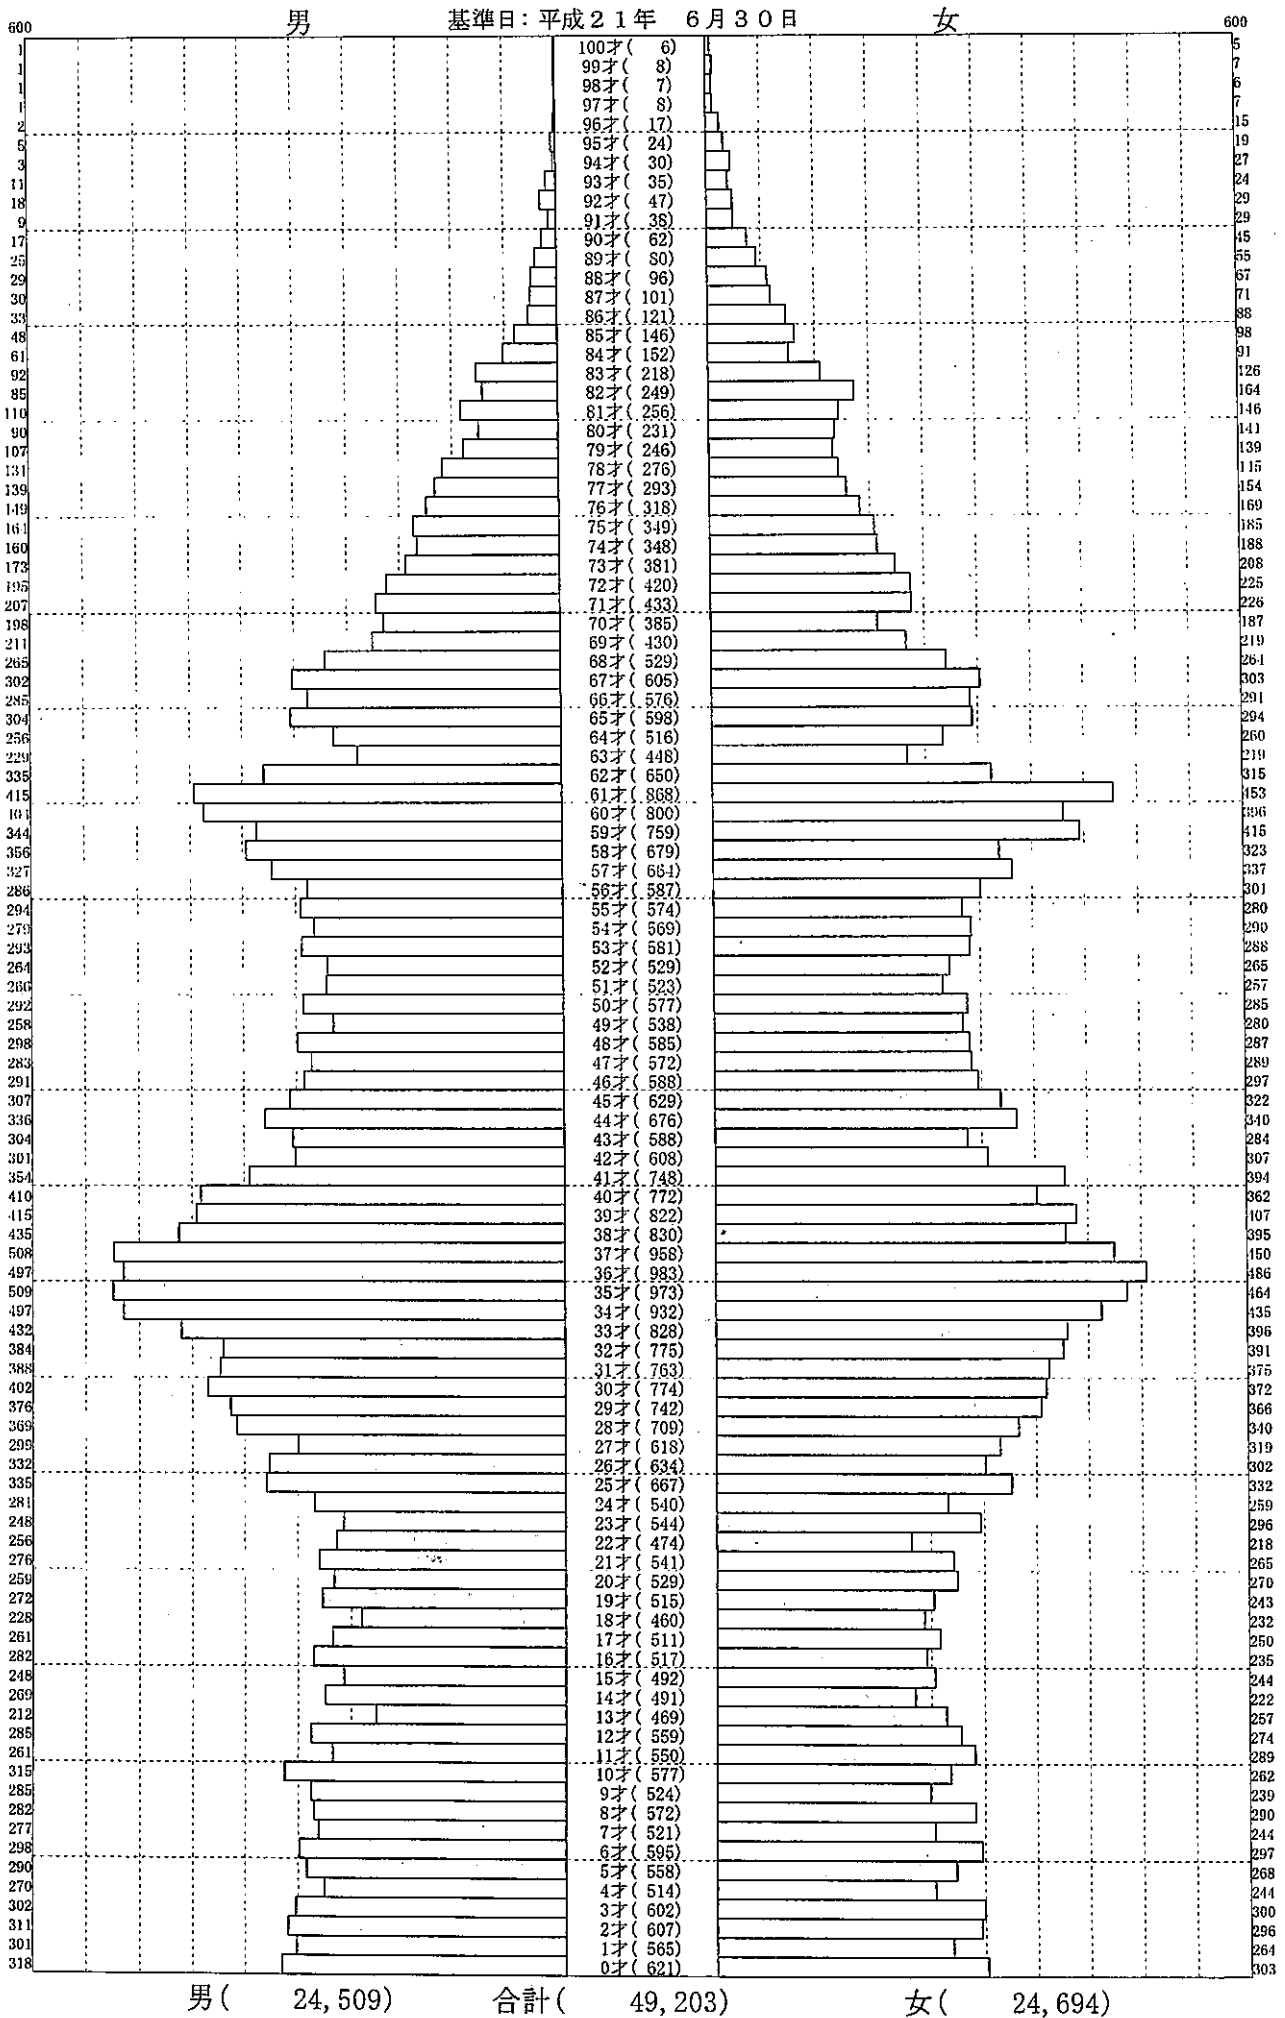 男 基準日：平成２１年 ６月３０日 女
600 600
1 100才( 6) 5
1 99才( 8) 7
1 98才( 7) 6
1 97才( 8) 7
2 96才( 17) 15
5 95才( 24) 19
3 94才( 30) 27
11 93才( 35) 24
18 92才( 47) 29
9 91才( 38) 29
17 90才( 62) 45
25 89才( 80) 55
29 88才( 96) 67
30 87才( 101) 71
33 86才( 121) 88
48 85才( 146) 98
61 84才( 152) 91
92 83才( 218) 126
85 82才( 249) 164
110 81才( 256) 146
90 80才( 231) 141
107 79才( 246) 139
131 78才( 276) 145
139 77才( 293) 154
149 76才( 318) 169
164 75才( 349) 185
160 74才( 348) 188
173 73才( 381) 208
195 72才( 420) 225
207 71才( 433) 226
198 70才( 385) 187
211 69才( 430) 219
265 68才( 529) 264
302 67才( 605) 303
285 66才( 576) 291
304 65才( 598) 294
256 64才( 516) 260
229 63才( 448) 219
335 62才( 650) 315
415 61才( 868) 453
404 60才( 800) 396
344 59才( 759) 415
356 58才( 679) 323
327 57才( 664) 337
286 56才( 587) 301
294 55才( 574) 280
279 54才( 569) 290
293 53才( 581) 288
264 52才( 529) 265
266 51才( 523) 257
292 50才( 577) 285
258 49才( 538) 280
298 48才( 585) 287
283 47才( 572) 289
291 46才( 588) 297
307 45才( 629) 322
336 44才( 676) 340
304 43才( 588) 284
301 42才( 608) 307
354 41才( 748) 394
410 40才( 772) 362
415 39才( 822) 407
435 38才( 830) 395
508 37才( 958) 450
497 36才( 983) 486
509 35才( 973) 464
497 34才( 932) 435
432 33才( 828) 396
384 32才( 775) 391
388 31才( 763) 375
402 30才( 774) 372
376 29才( 742) 366
369 28才( 709) 340
299 27才( 618) 319
332 26才( 634) 302
335 25才( 667) 332
281 24才( 540) 259
248 23才( 544) 296
256 22才( 474) 218
276 21才( 541) 265
259 20才( 529) 270
272 19才( 515) 243
228 18才( 460) 232
261 17才( 511) 250
282 16才( 517) 235
248 15才( 492) 244
269 14才( 491) 222
212 13才( 469) 257
285 12才( 559) 274
261 11才( 550) 289
315 10才( 577) 262
285 9才( 524) 239
282 8才( 572) 290
277 7才( 521) 244
298 6才( 595) 297
290 5才( 558) 268
270 4才( 514) 244
302 3才( 602) 300
311 2才( 607) 296
301 1才( 565) 264
318 0才( 621) 303
男( 24,509) 合計( 49,203) 女( 24,694)